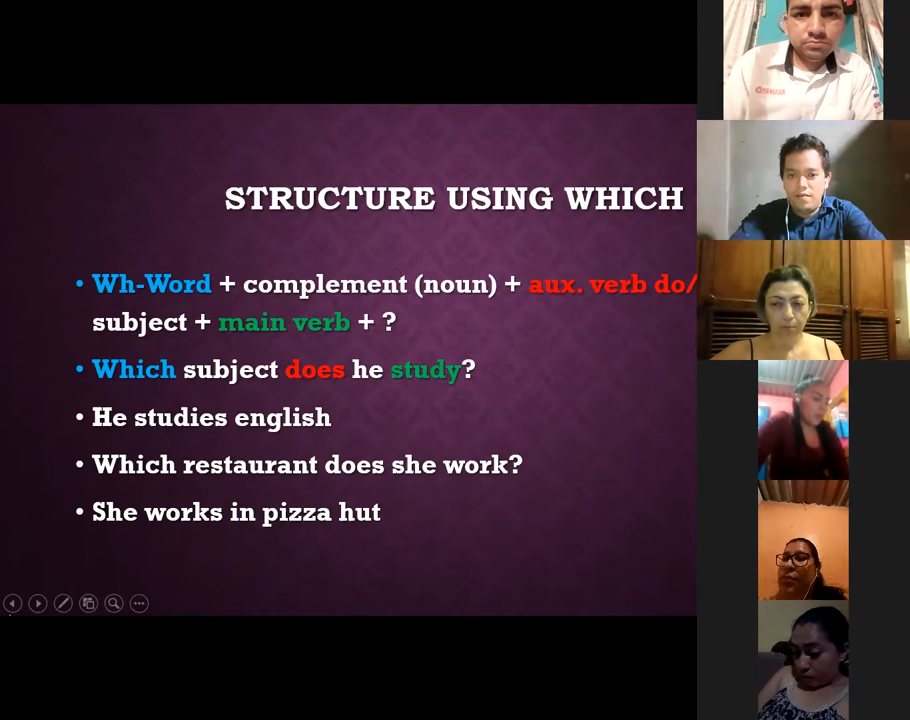 STRUCTURE USING WHICH
• Wh-Word + complement (noun) + aux. verb do/
subject + main verb + ?
• Which subject does he study?
• He studies english
• Which restaurant does she work?
• She works in pizza hut
YAMAHA